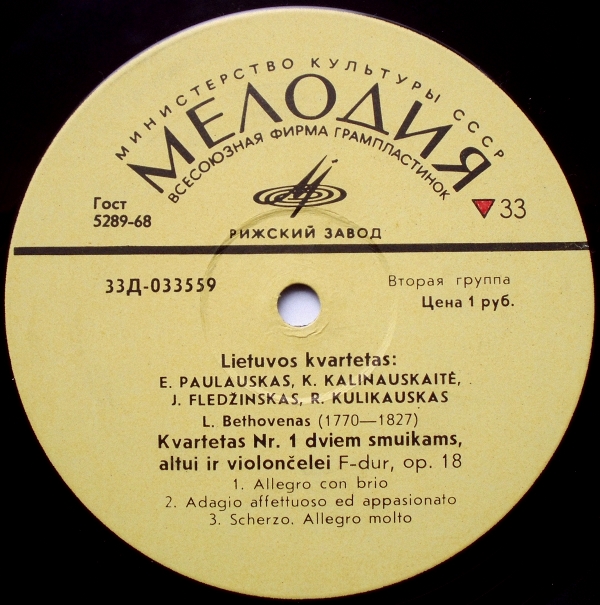 МИНИСТЕРСТВО КУЛЬТУРЫ СССР
МЕЛОДИЯ
ВСЕСОЮЗНАЯ ФИРМА ГРАМПЛАСТИНОК
Гост
5289-68
33
РИЖСКИЙ ЗАВОД
33Д-033559
Вторая группа
Цена 1 руб.
Lietuvos kvartetas:
E. PAULAUSKAS, K. KALINAUSKAITĖ,
J. FLEDŽINSKAS, R. KULIKAUSKAS
L. Bethovenas (1770—1827)
Kvartetas Nr. 1 dviem smuikams,
altui ir violončelei F-dur, op. 18
1. Allegro con brio
2. Adagio affettuoso ed appasionato
3. Scherzo. Allegro molto